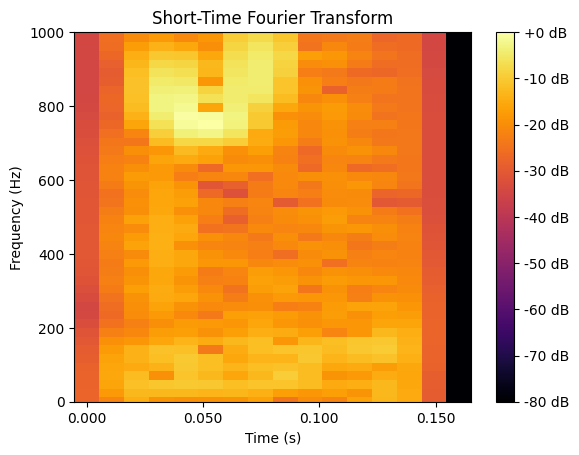 Short-Time Fourier Transform
1000
800
600
400
200
0
Frequency (Hz)
0.000
0.050
0.100
0.150
Time (s)
+0 dB
-10 dB
-20 dB
-30 dB
-40 dB
-50 dB
-60 dB
-70 dB
-80 dB